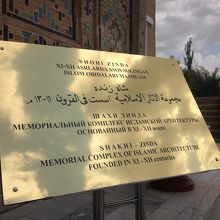 SHOHI ZINDA
XI-XII ASRLARDA ASOS SOLINGAN
ISLOM OBIDALARI MAJMUASI
شاه زنده
مجموعة الآثار الإسلامية أسست في القرون ١١-١٢ م
ШАХИ ЗИНДА
МЕМОРИАЛЬНЫЙ КОМПЛЕКС ИСЛАМСКОЙ АРХИТЕКТУРЫ
ОСНОВАННЫЙ В XI - XII веках
SHAKHI - ZINDA
MEMORIAL COMPLEX OF ISLAMIC ARCHITECTURE
FOUNDED IN XI - XII centuries